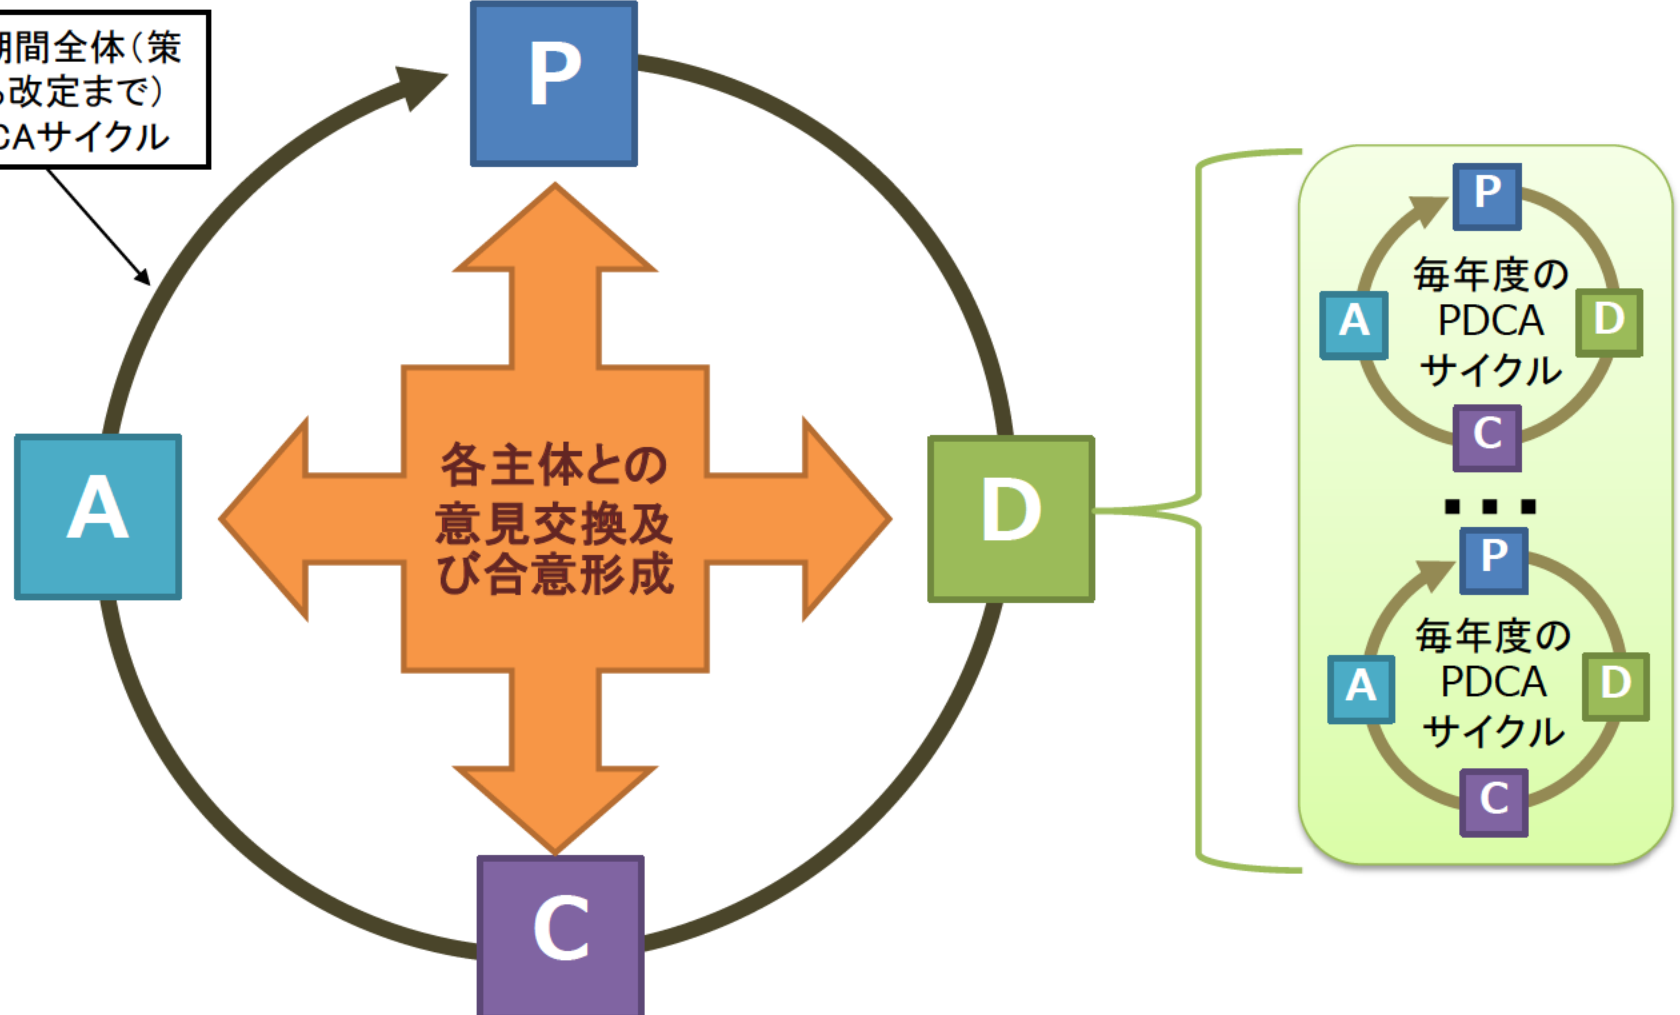 期間全体（策
ら改定まで）
CAサイクル
P
A
各主体との
意見交換及
び合意形成
D
C
P
毎年度の
A
PDCA
D
サイクル
C
...
P
毎年度の
A
PDCA
D
サイクル
C